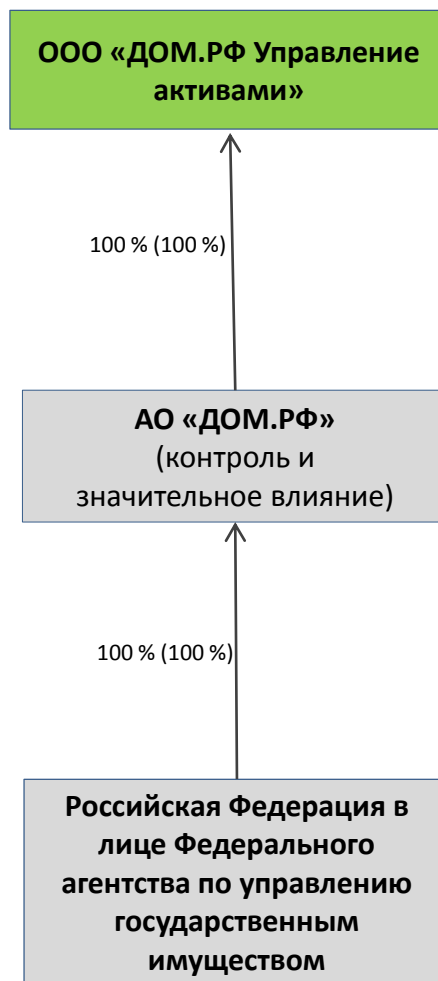 ООО «ДОМ.РФ Управление
активами»
100 % (100 %)
АО «ДОМ.РФ»
(контроль и
значительное влияние)
100 % (100 %)
Российская Федерация в
лице Федерального
агентства по управлению
государственным
имуществом